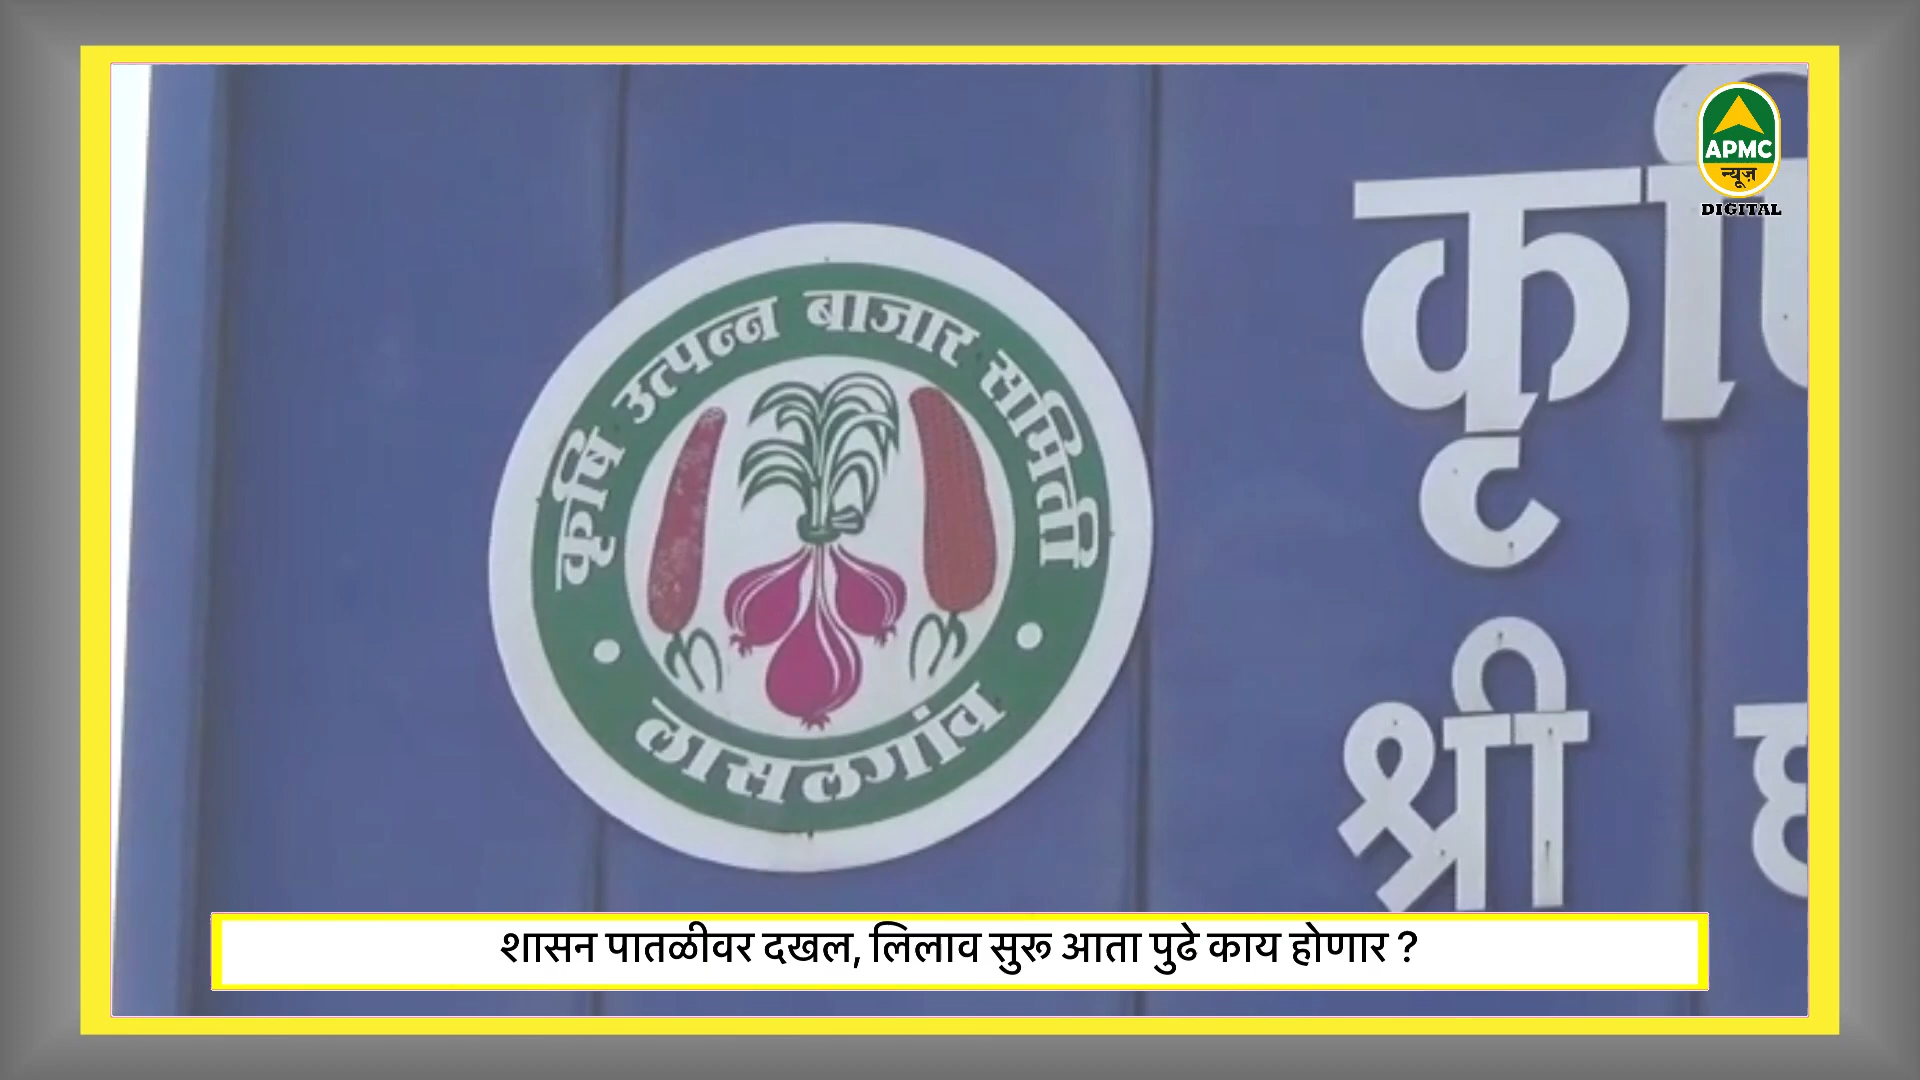 APMC
न्यूज़
DIGITAL
कृषि उत्पन्न बाजार समिती
लासलगांव
श्री
शासन पातळीवर दखल, लिलाव सुरू आता पुढे काय होणार ?